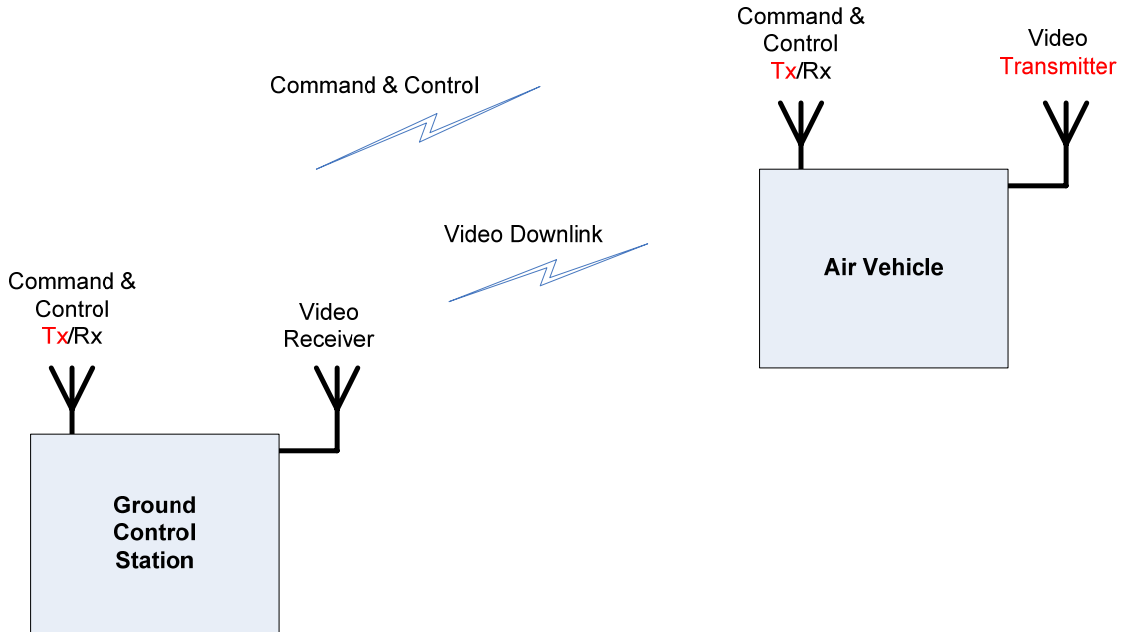 Command &
Control
Tx/Rx
Video
Transmitter
Command & Control
Video Downlink
Air Vehicle
Command &
Control
Tx/Rx
Video
Receiver
Ground
Control
Station